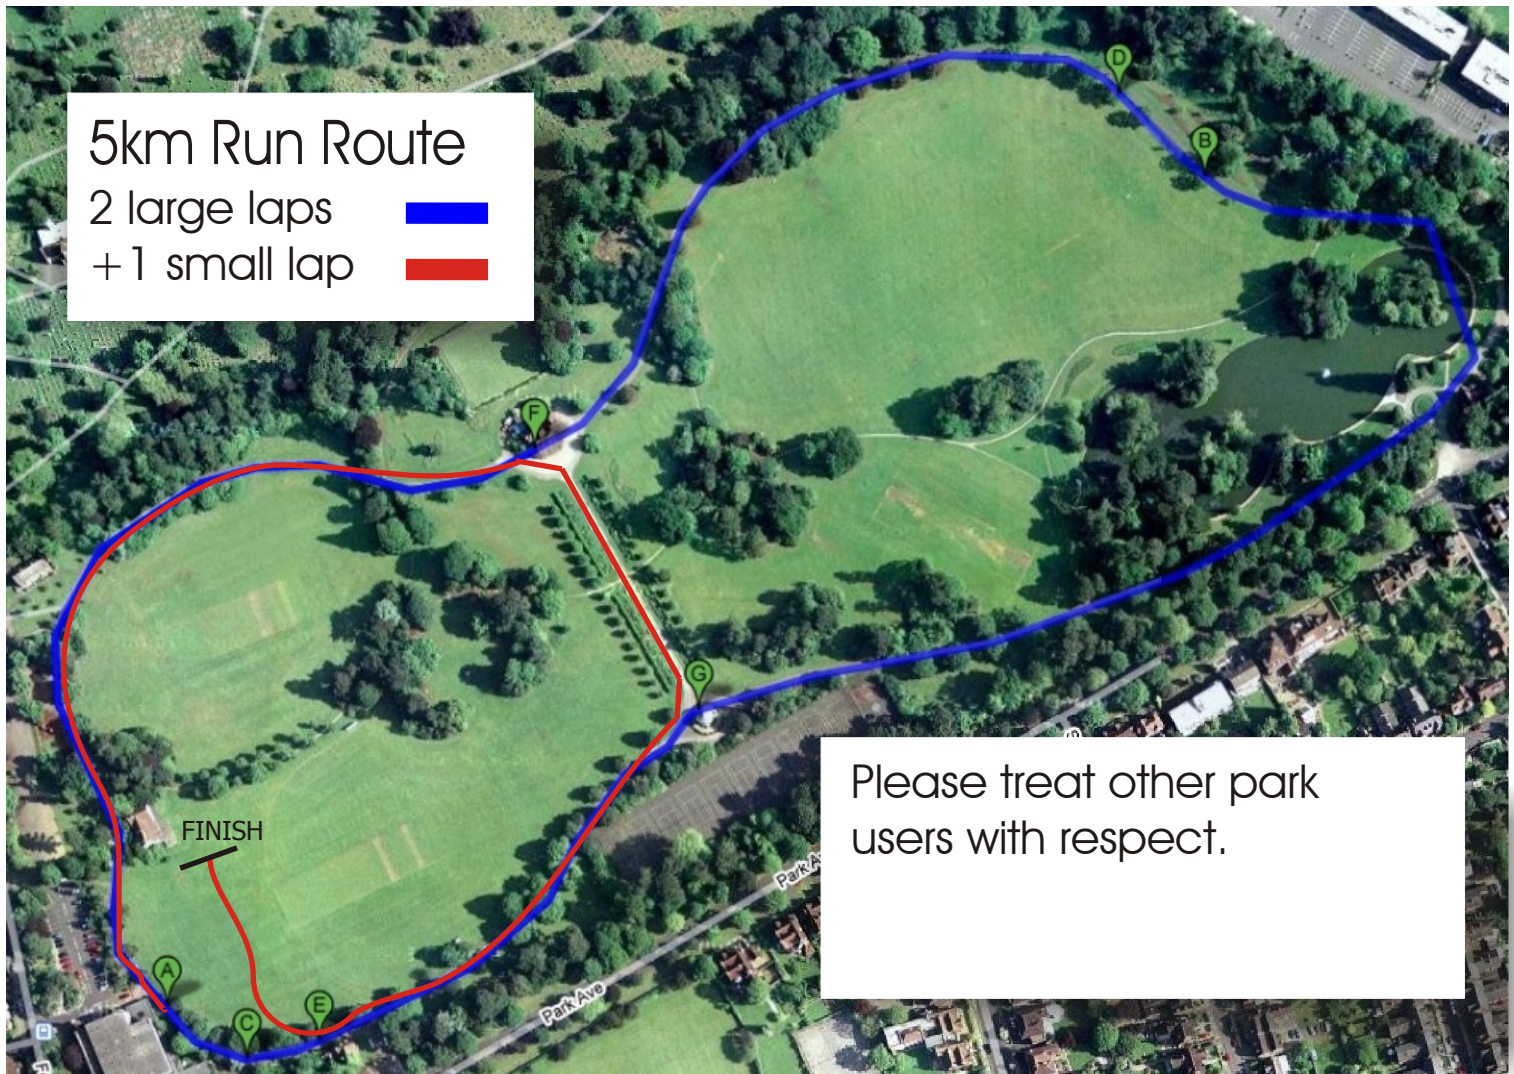 5km Run Route
2 large laps
+1 small lap
D
B
F
G
FINISH
A
C
E
Park Ave
Please treat other park
users with respect.